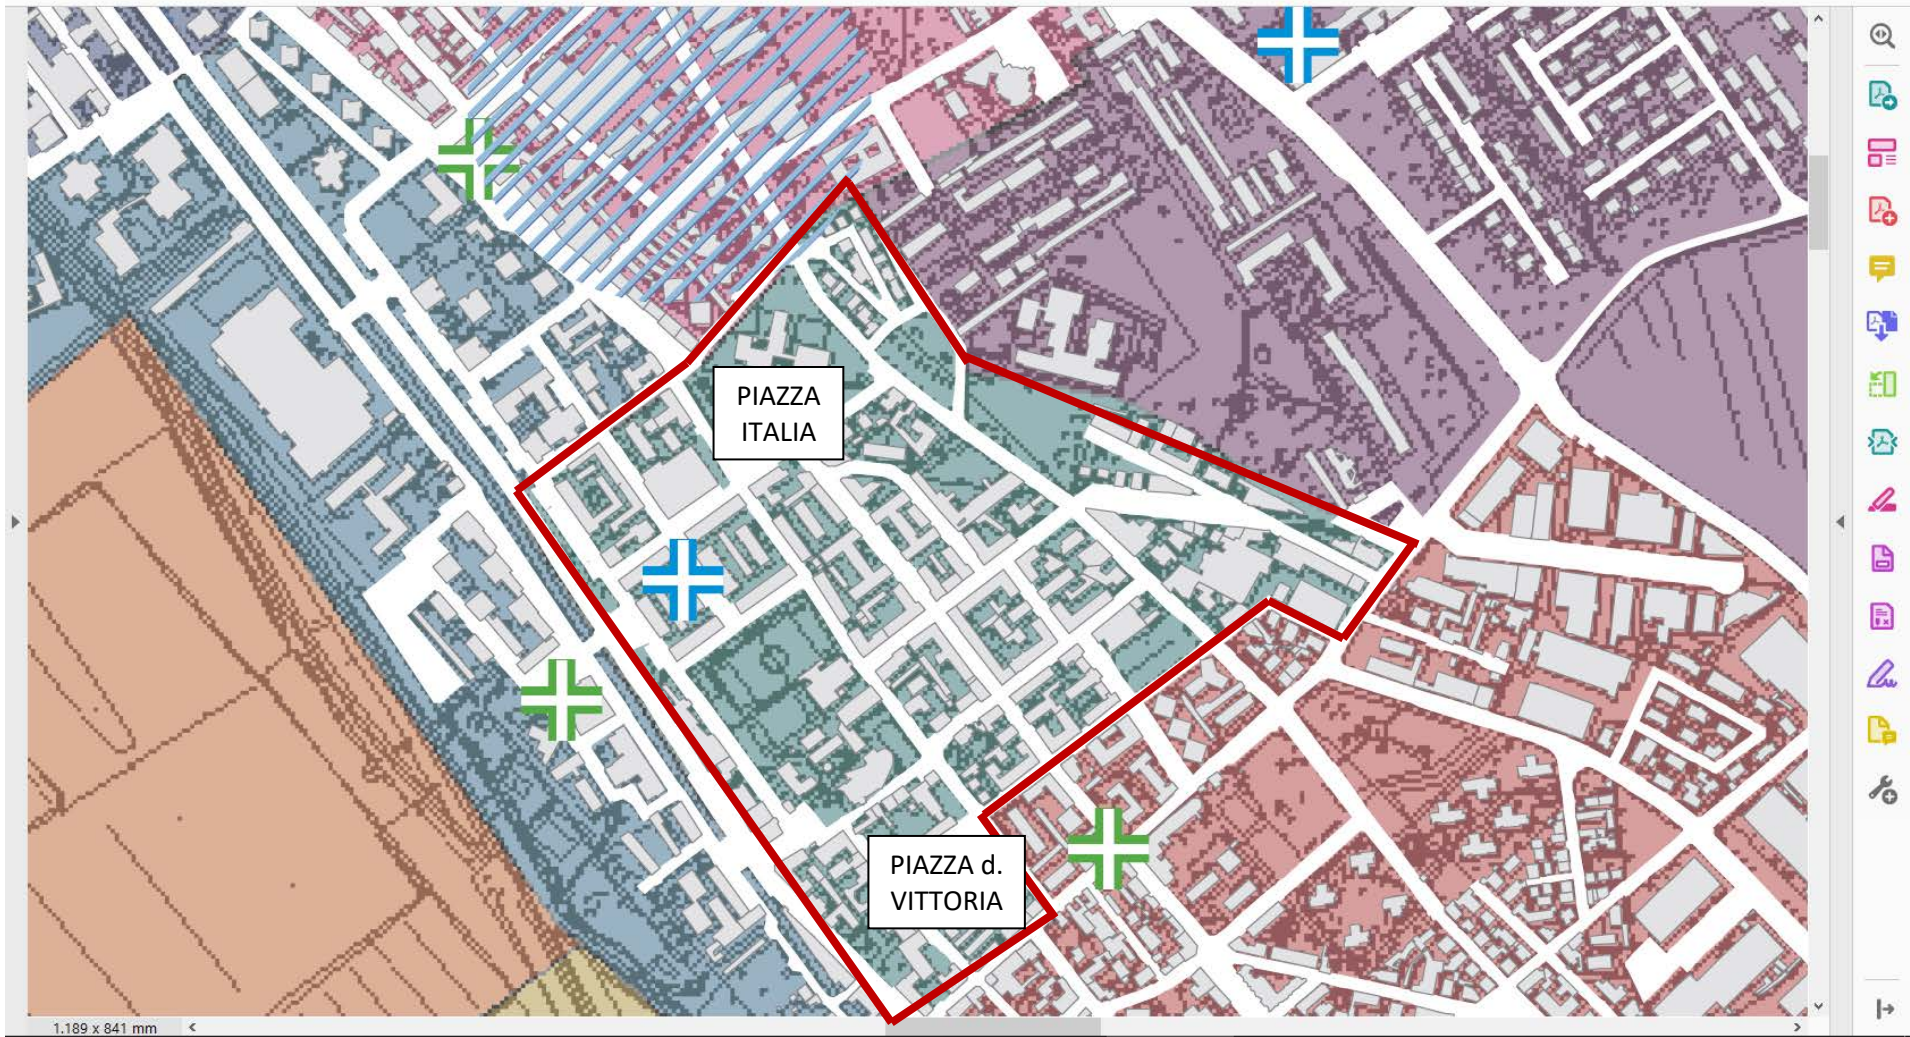 PIAZZA
ITALIA
PIAZZA d.
VITTORIA
1.189 x 841 mm